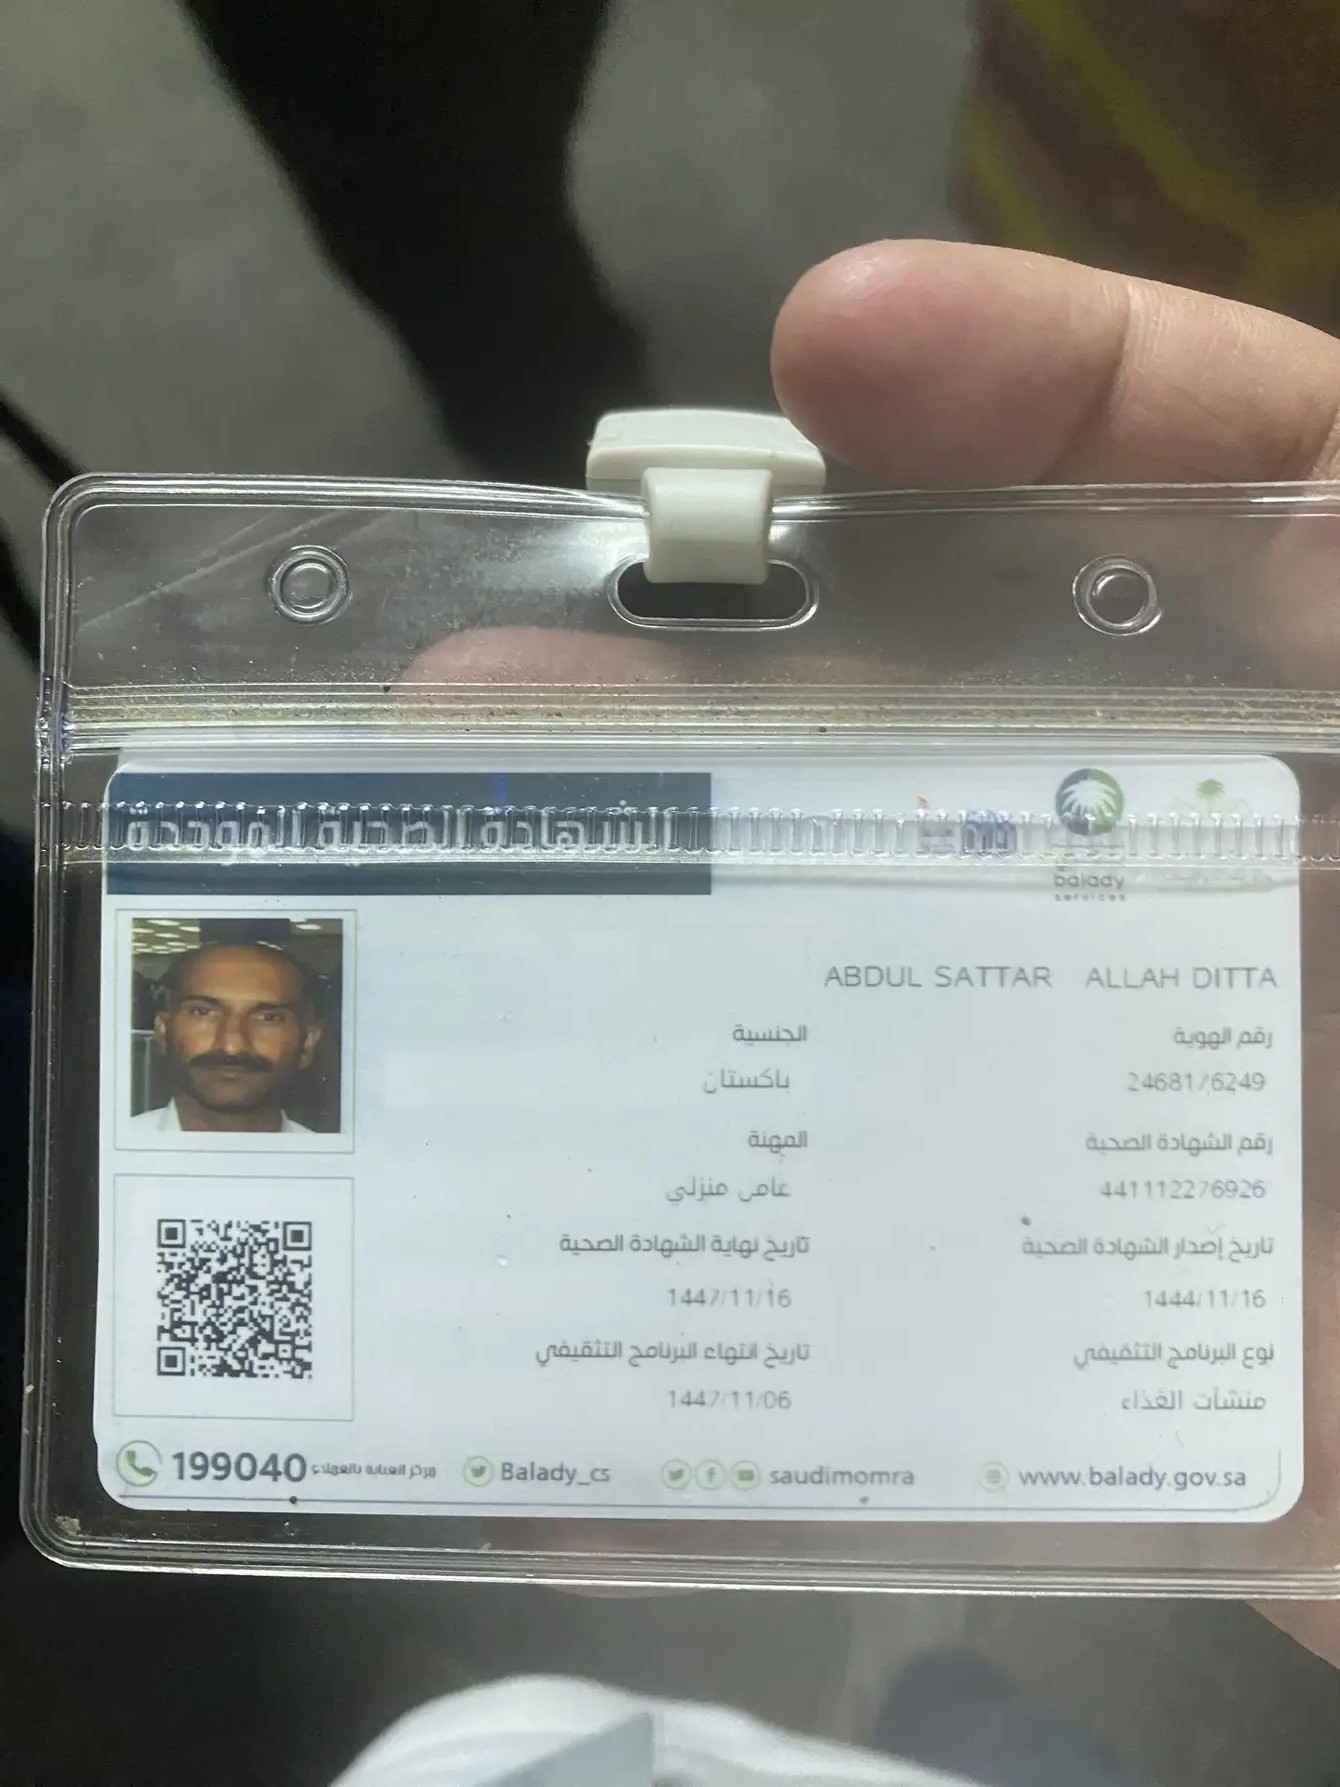 الشهادة الصحية الموحدة
balady
services
ABDUL SATTAR ALLAH DITTA
رقم الهوية
الجنسية
2468176249
باكستان
رقم الشهادة الصحية
المهنة
441112276926
عامل منزلي
تاريخ إصدار الشهادة الصحية
تاريخ نهاية الشهادة الصحية
1444/11/16
1447/11/16
نوع البرنامج التثقيفي
تاريخ انتهاء البرنامج التثقيفي
منشآت الغذاء
1447/11/06
199040 مركز العناية بالعملاء Balady_cs saudimomra www.balady.gov.sa